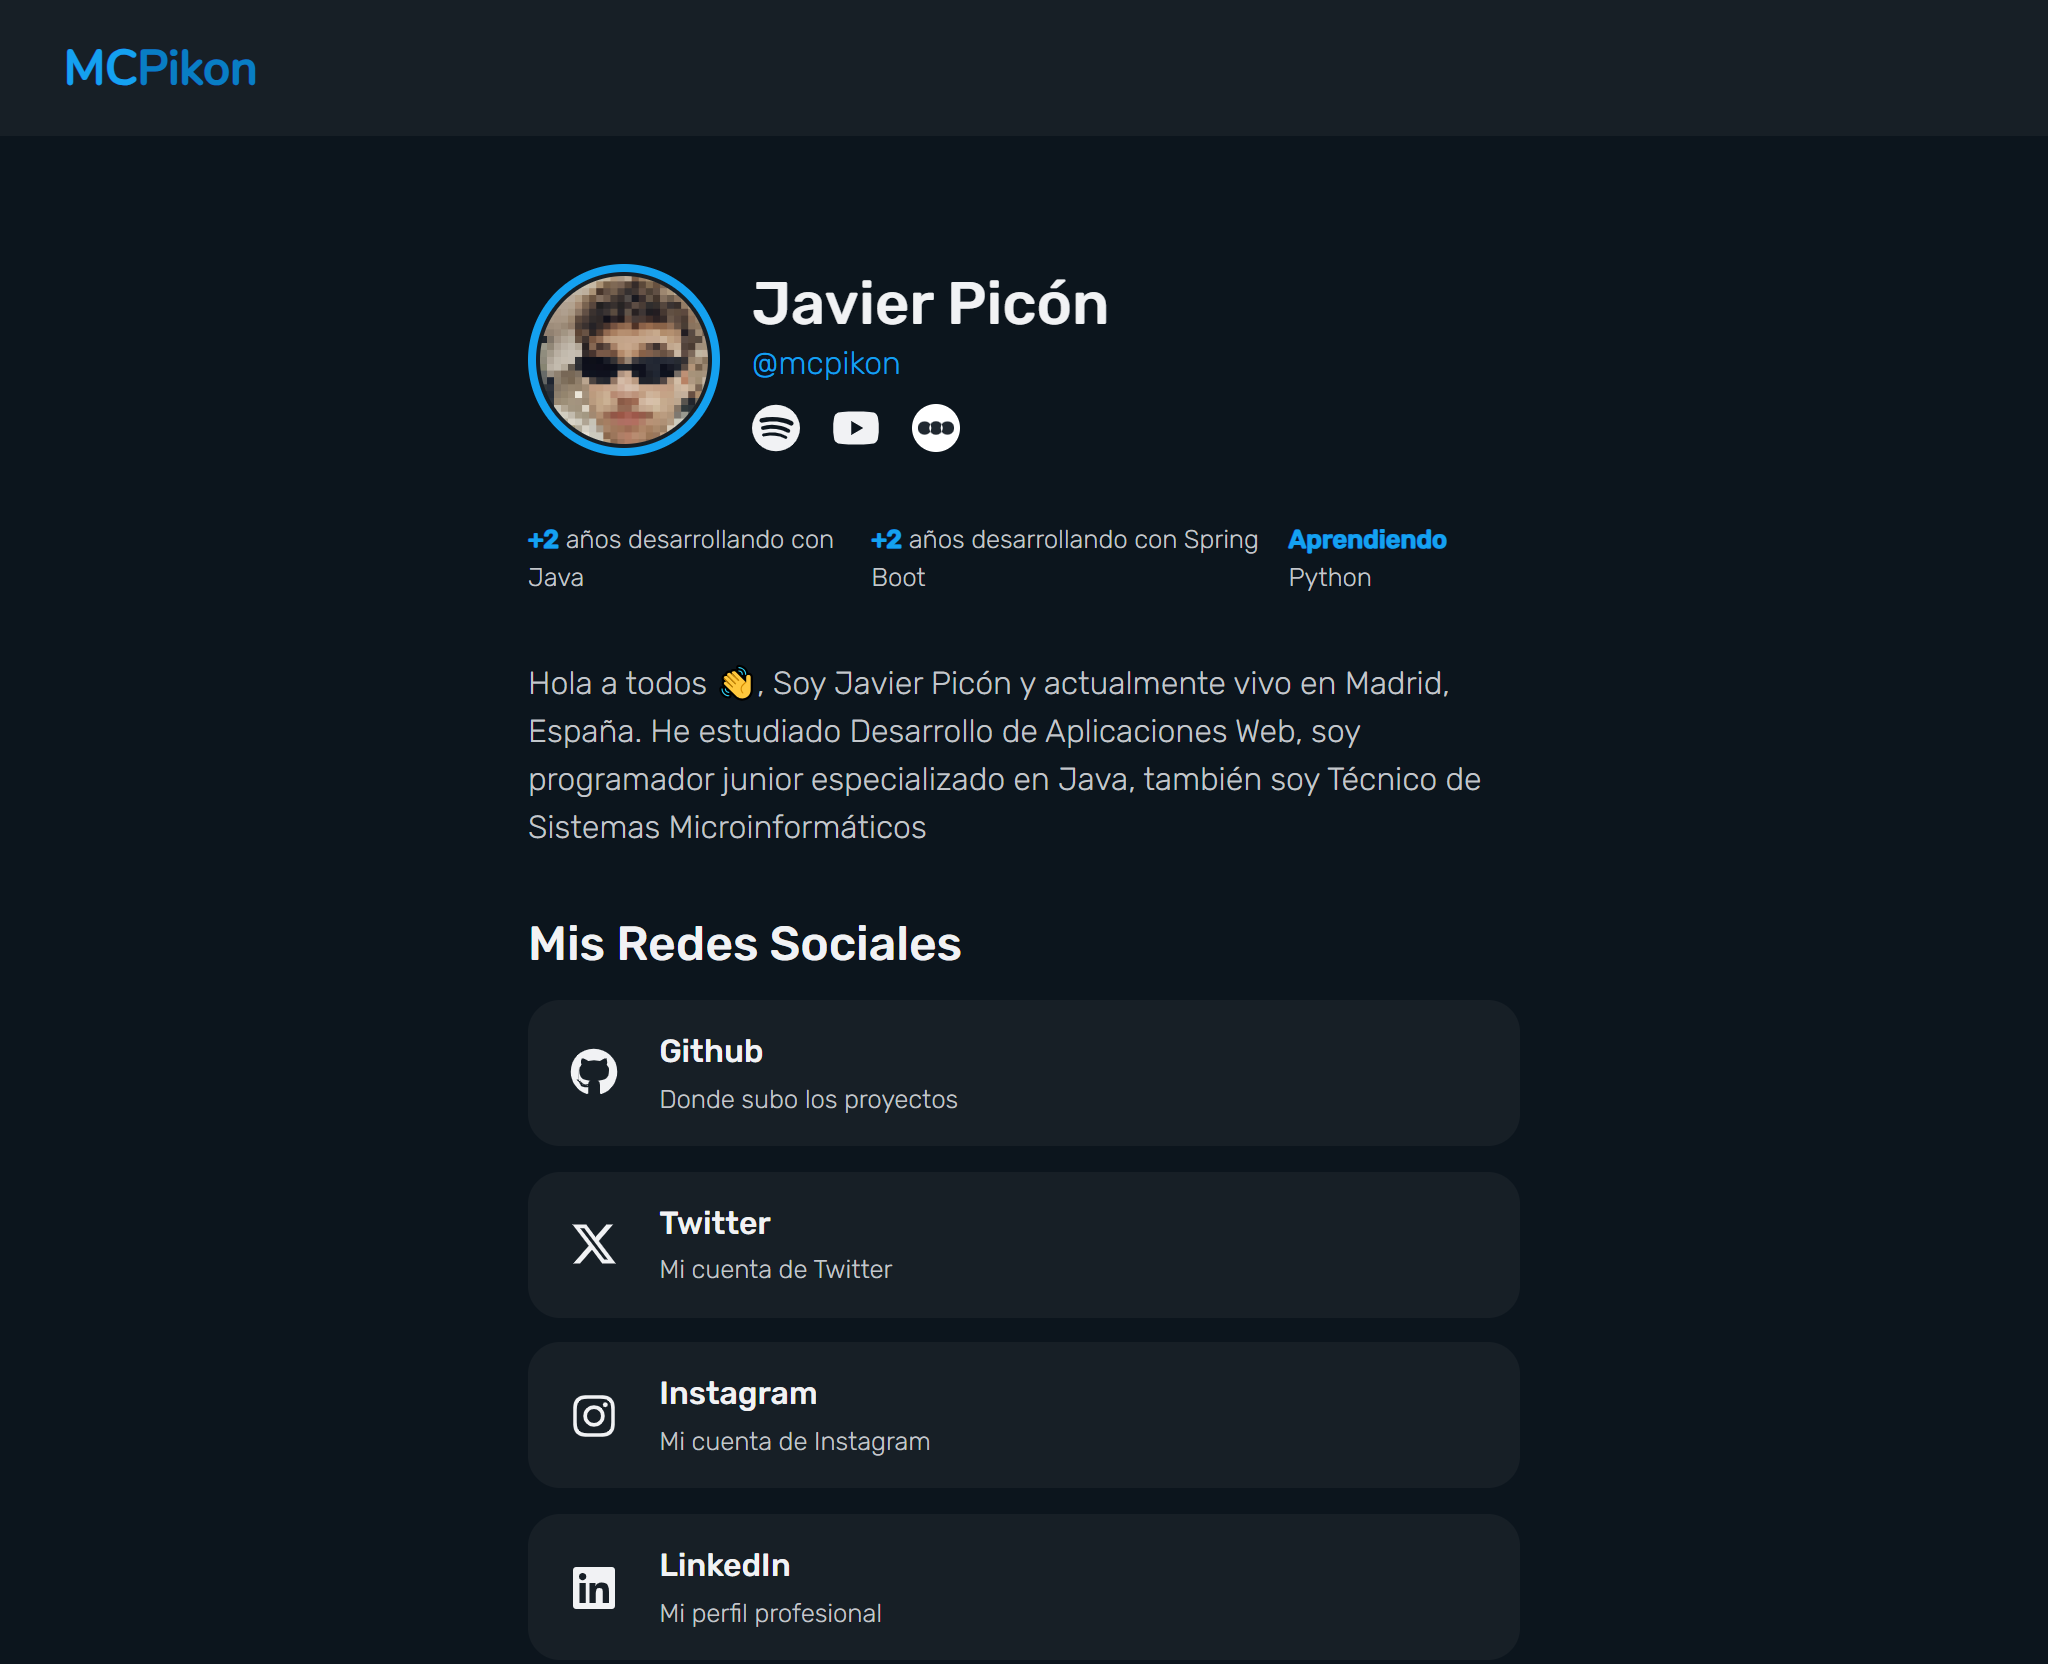 MCPikon
Javier Picón
@mcpikon
+2 años desarrollando con
Java
+2 años desarrollando con Spring
Boot
Aprendiendo
Python
Hola a todos 👋, Soy Javier Picón y actualmente vivo en Madrid,
España. He estudiado Desarrollo de Aplicaciones Web, soy
programador junior especializado en Java, también soy Técnico de
Sistemas Microinformáticos
Mis Redes Sociales
Github
Donde subo los proyectos
Twitter
Mi cuenta de Twitter
Instagram
Mi cuenta de Instagram
LinkedIn
Mi perfil profesional